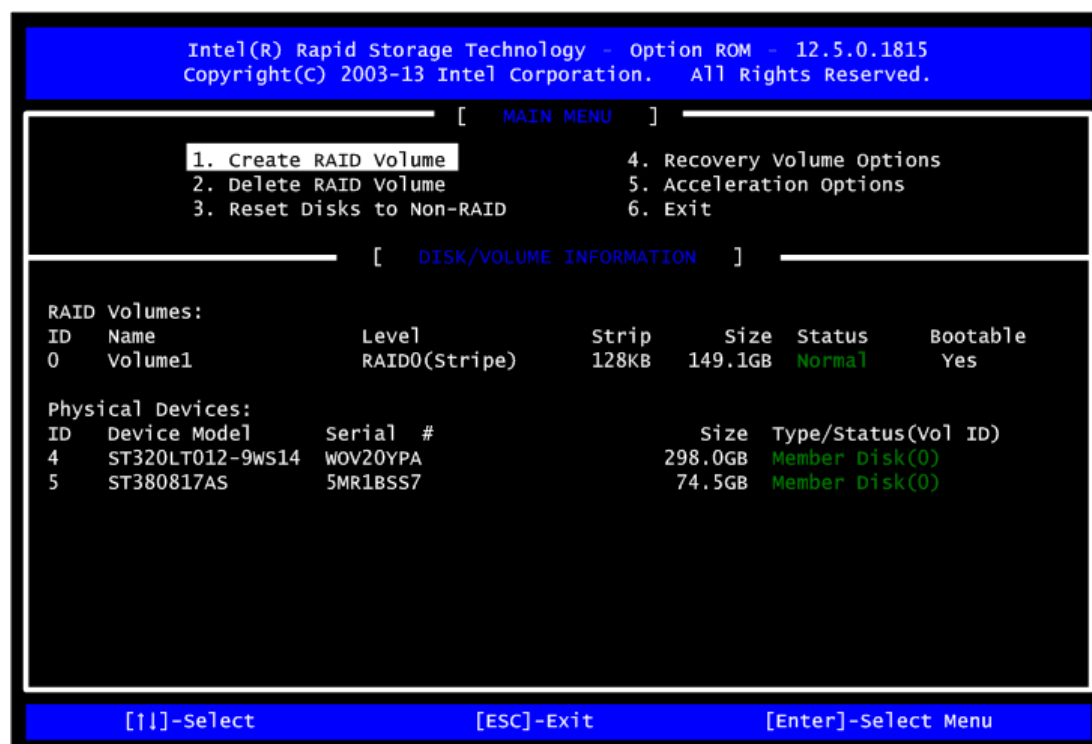 Intel(R) Rapid Storage Technology - Option ROM - 12.5.0.1815
Copyright(C) 2003-13 Intel Corporation. All Rights Reserved.
[ MAIN MENU ]
1. Create RAID Volume 4. Recovery Volume Options
2. Delete RAID Volume 5. Acceleration Options
3. Reset Disks to Non-RAID 6. Exit
[ DISK/VOLUME INFORMATION ]
RAID Volumes:
ID Name Level Strip Size Status Bootable
0 Volume1 RAID0(Stripe) 128KB 149.1GB Normal Yes
Physical Devices:
ID Device Model Serial # Size Type/Status(Vol ID)
4 ST320LT012-9WS14 WOV20YPA 298.0GB Member Disk(0)
5 ST380817AS 5MR1BSS7 74.5GB Member Disk(0)
[↑↓]-Select [ESC]-Exit [Enter]-Select Menu